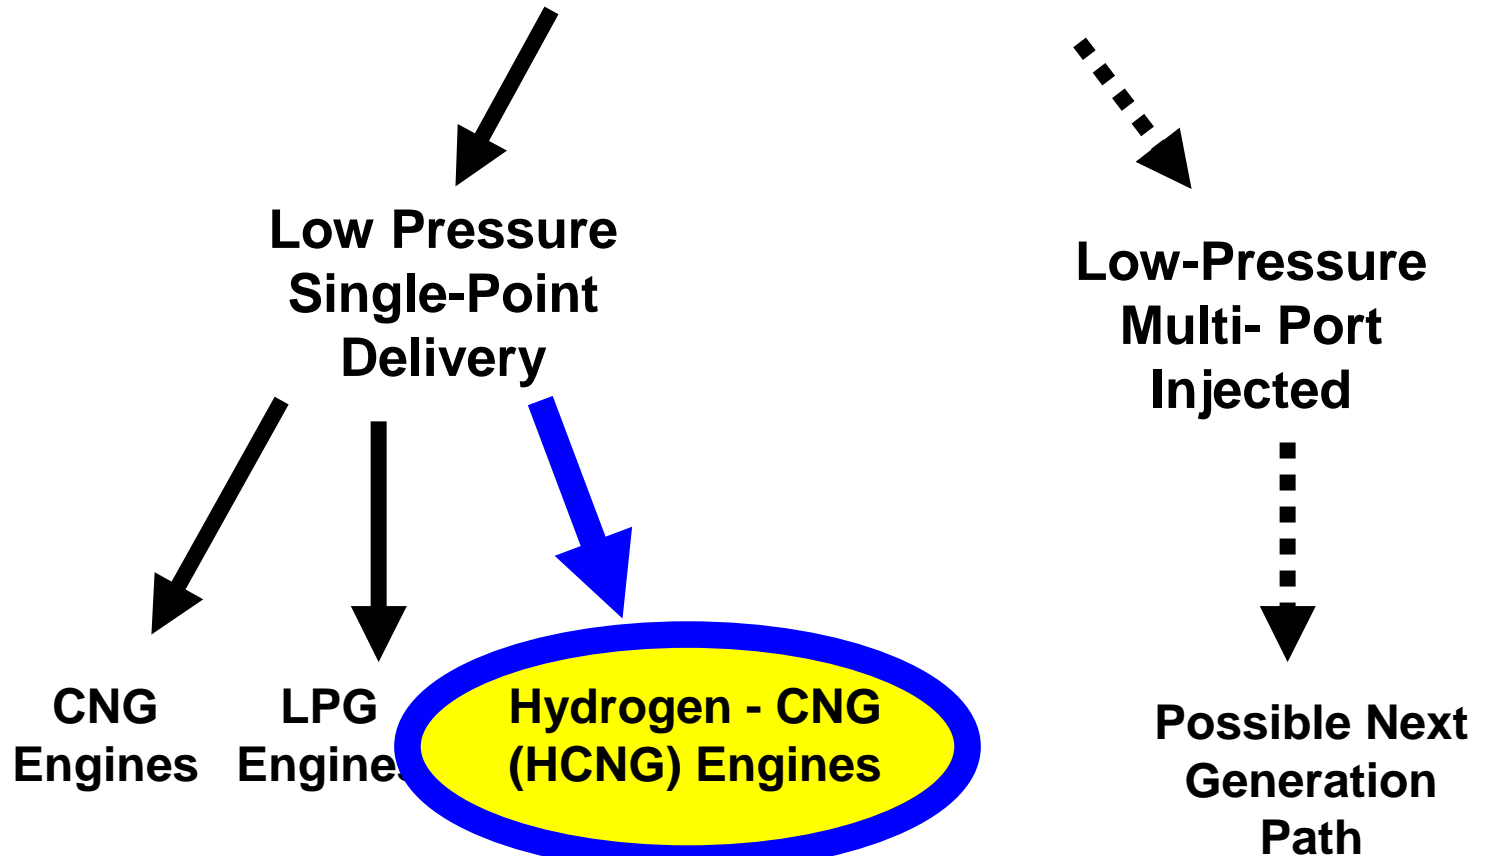 Low Pressure
Single-Point
Delivery
Low-Pressure
Multi- Port
Injected
CNG
Engines
LPG
Engines
Hydrogen - CNG
(HCNG) Engines
Possible Next
Generation
Path